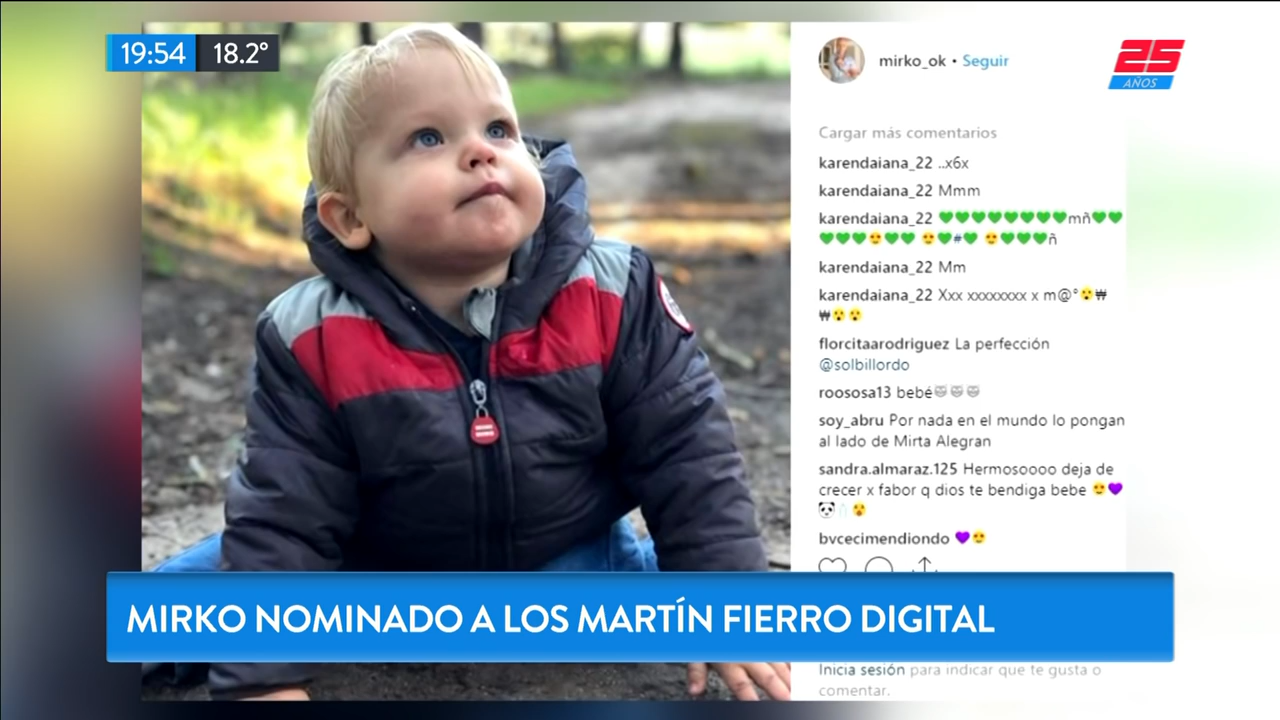 19:54 18.2°
25
AÑOS
mirko_ok • Seguir
Cargar más comentarios
karendaiana_22 ..x6x
karendaiana_22 Mmm
karendaiana_22 💚💚💚💚💚💚💚💚mñ💚💚
💚💚💚😍💚💚 😍💚#💚 😍💚💚💚ñ
karendaiana_22 Mm
karendaiana_22 Xxx xxxxxxxx x m@°😮₩
₩😮😮
florcitaarodriguez La perfección
@solbillordo
roososa13 bebé
soy_abru Por nada en el mundo lo pongan
al lado de Mirta Alegran
sandra.almaraz.125 Hermosoooo deja de
crecer x fabor q dios te bendiga bebe 😍💜
🐼
bvcecimendiondo 💜😍
MIRKO NOMINADO A LOS MARTÍN FIERRO DIGITAL
Inicia sesión para indicar que te gusta o
comentar.